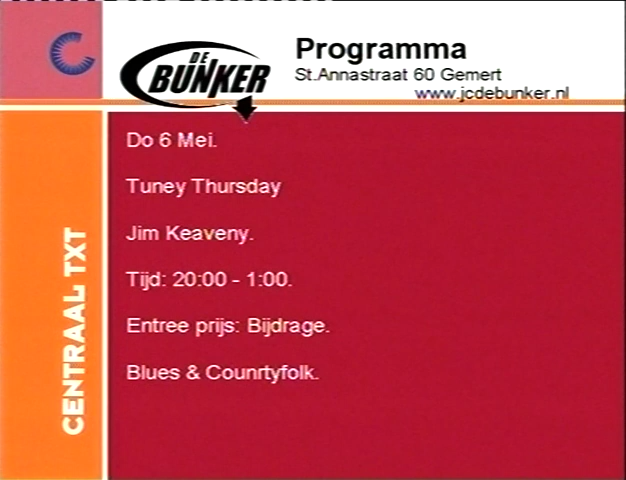 DE
BUNKER
Programma
St.Annastraat 60 Gemert
www.jcdebunker.nl
Do 6 Mei.
Tuney Thursday
Jim Keaveny.
Tijd: 20:00 - 1:00.
Entree prijs: Bijdrage.
Blues & Counrtyfolk.
CENTRAAL TXT